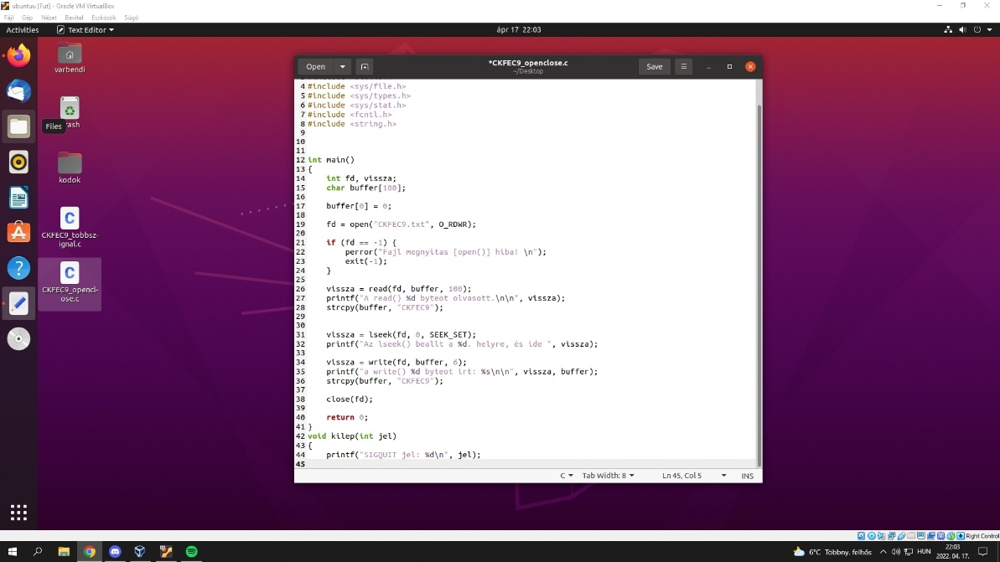 ubuntuu [Fut] - Oracle VM VirtualBox
Fájl Gép Nézet Bevitel Eszközök Súgó
Activities Text Editor ápr 17 22:03
varbendi
Files
ash
kodok
CKFEC9_tobbsz-
ignal.c
CKFEC9_opencl-
ose.c
Open *CKFEC9_openclose.c Save
~/Desktop
4 #include <sys/file.h>
5 #include <sys/types.h>
6 #include <sys/stat.h>
7 #include <fcntl.h>
8 #include <string.h>
9
10
11
12 int main()
13 {
14 int fd, vissza;
15 char buffer[100];
16
17 buffer[0] = 0;
18
19 fd = open("CKFEC9.txt", O_RDWR);
20
21 if (fd == -1) {
22 perror("Fajl megnyitas [open()] hiba! \n");
23 exit(-1);
24 }
25
26 vissza = read(fd, buffer, 100);
27 printf("A read() %d byteot olvasott.\n\n", vissza);
28 strcpy(buffer, "CKFEC9");
29
30
31 vissza = lseek(fd, 0, SEEK_SET);
32 printf("Az lseek() beallt a %d. helyre, és ide ", vissza);
33
34 vissza = write(fd, buffer, 6);
35 printf("a write() %d byteot irt: %s\n\n", vissza, buffer);
36 strcpy(buffer, "CKFEC9");
37
38 close(fd);
39
40 return 0;
41 }
42 void kilep(int jel)
43 {
44 printf("SIGQUIT jel: %d\n", jel);
45
C Tab Width: 8 Ln 45, Col 5 INS
Right Control
6°C Többny. felhős HUN 22:03
2022. 04. 17.